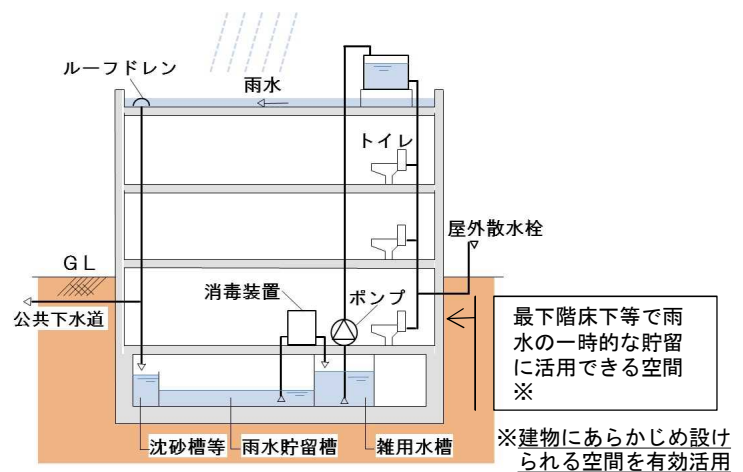 ルーフドレン
雨水
トイレ
屋外散水栓
GL
消毒装置
ポンプ
公共下水道
最下階床下等で雨
水の一時的な貯留
に活用できる空間
※
沈砂槽等
雨水貯留槽
雑用水槽
※建物にあらかじめ設け
られる空間を有効活用